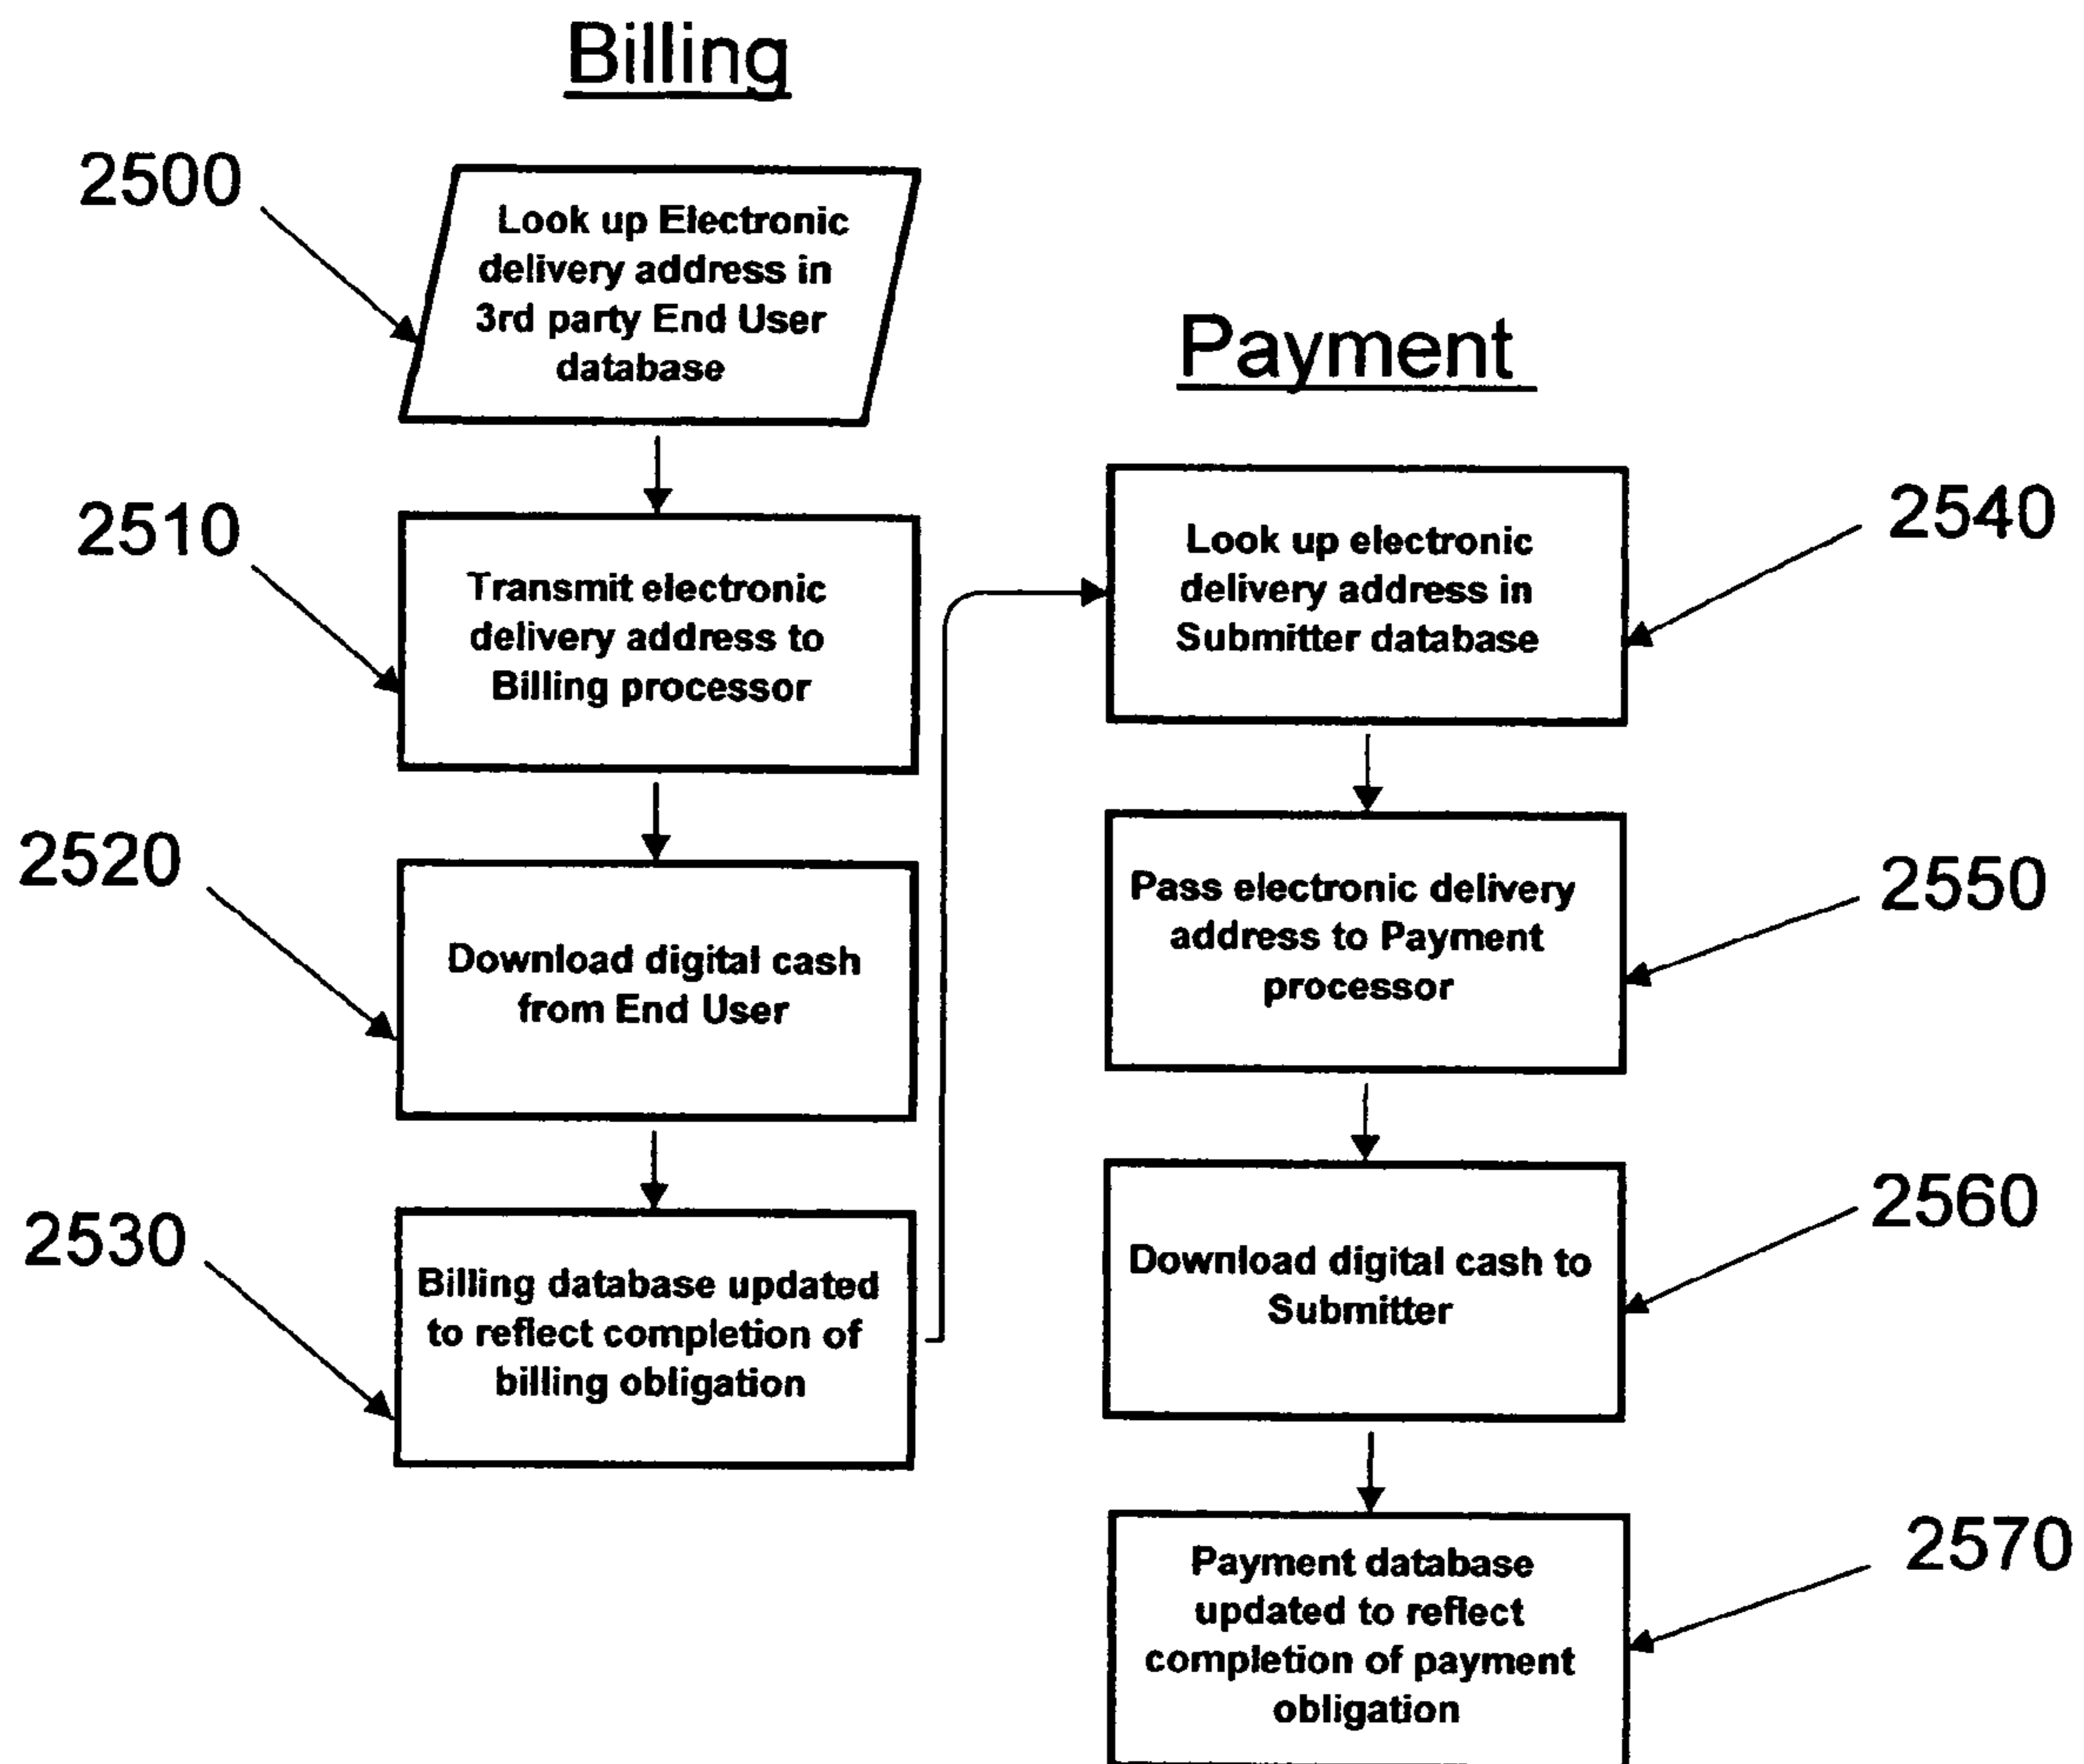 Billing
2500
Look up Electronic
delivery address in
3rd party End User
database
2510
Transmit electronic
delivery address to
Billing processor
2520
Download digital cash
from End User
2530
Billing database updated
to reflect completion of
billing obligation
Payment
2540
Look up electronic
delivery address in
Submitter database
2550
Pass electronic delivery
address to Payment
processor
2560
Download digital cash to
Submitter
2570
Payment database
updated to reflect
completion of payment
obligation